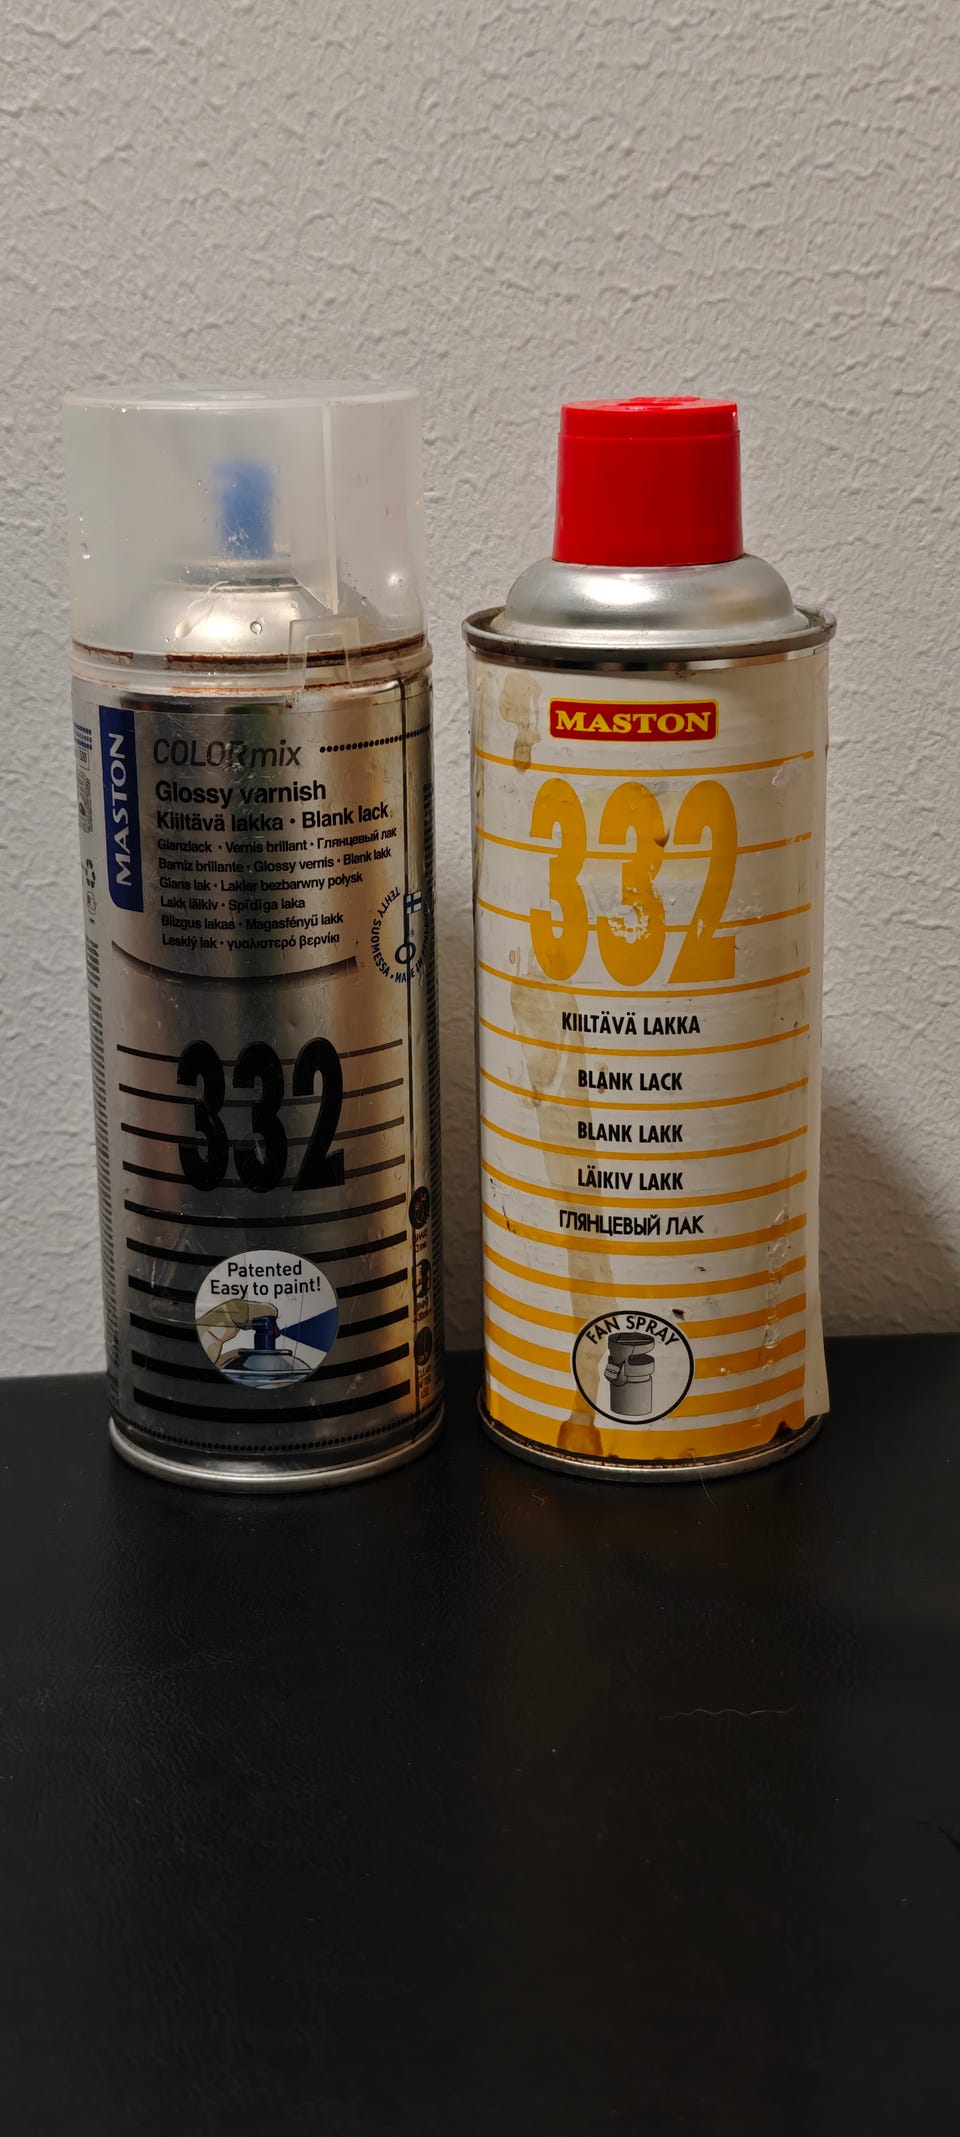 MASTON
COLORmix
Glossy varnish
Kiiltävä lakka • Blank lack
Glanzlack • Vernis brillant • Глянцевый лак
Barniz brillante • Glossy vernis • Blank lakk
Glans lak • Lakier bezbarwny połysk
Lakk läikiv • Spīdīga laka
Blizgus lakas • Magasfényű lakk
Lesklý lak • γυαλιστερό βερνίκι
TEHTY SUOMESSA • MADE IN FINLAND
332
Patented
Easy to paint!
MASTON
332
KIILTÄVÄ LAKKA
BLANK LACK
BLANK LAKK
LÄIKIV LAKK
ГЛЯНЦЕВЫЙ ЛАК
FAN SPRAY